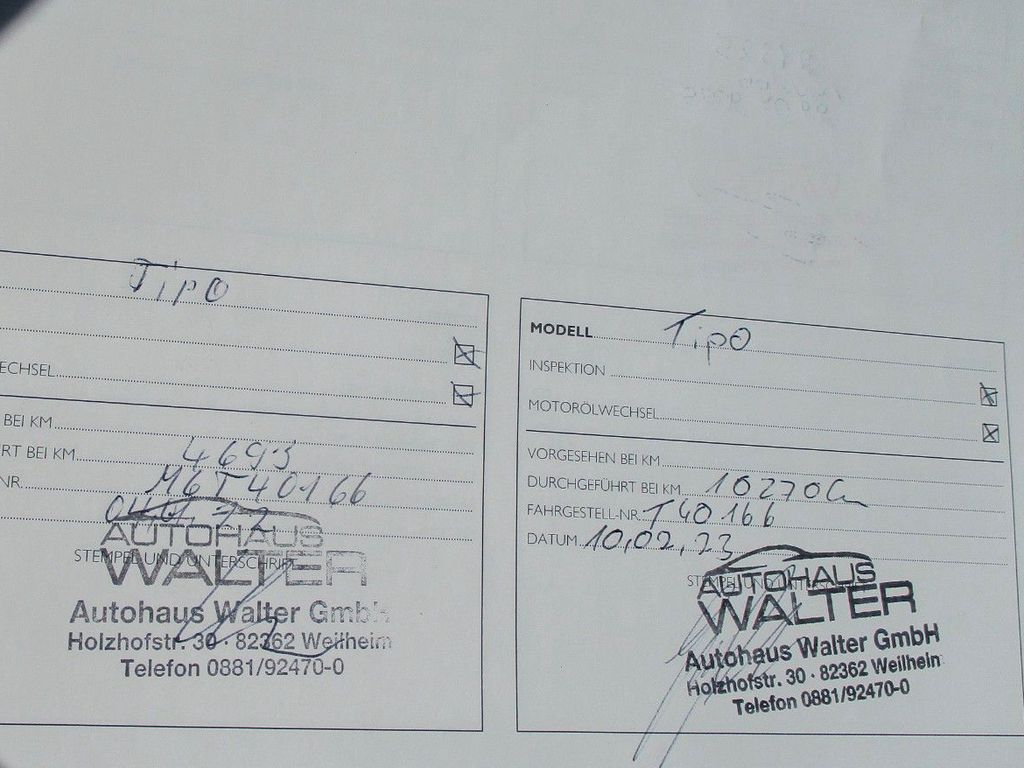 Tipo
ECHSEL
BEI KM
RT BEI KM 4693
NR. M6T40166
STEMPEL UND UNTERSCHRIFT
AUTOHAUS
WALTER
Autohaus Walter GmbH
Holzhofstr. 30 · 82362 Weilheim
Telefon 0881/92470-0
MODELL Tipo
INSPEKTION
MOTORÖLWECHSEL
VORGESEHEN BEI KM
DURCHGEFÜHRT BEI KM 10270
FAHRGESTELL-NR. T40166
DATUM 10.02.23
AUTOHAUS
WALTER
Autohaus Walter GmbH
Holzhofstr. 30 · 82362 Weilheim
Telefon 0881/92470-0